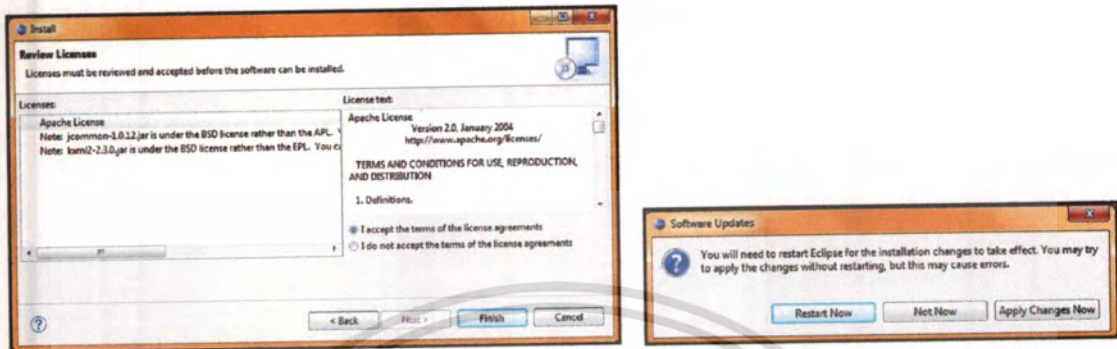 Install
Review Licenses
Licenses must be reviewed and accepted before the software can be installed.
Licenses:
Apache License
Note: jcommon-1.0.12.jar is under the BSD license rather than the APL.
Note: kxml2-2.3.0.jar is under the BSD license rather than the EPL. You
License text:
Apache License
Version 2.0, January 2004
http://www.apache.org/licenses/
TERMS AND CONDITIONS FOR USE, REPRODUCTION,
AND DISTRIBUTION
1. Definitions.
I accept the terms of the license agreements
I do not accept the terms of the license agreements
< Back
Next >
Finish
Cancel
Software Updates
You will need to restart Eclipse for the installation changes to take effect. You may try
to apply the changes without restarting, but this may cause errors.
Restart Now
Not Now
Apply Changes Now